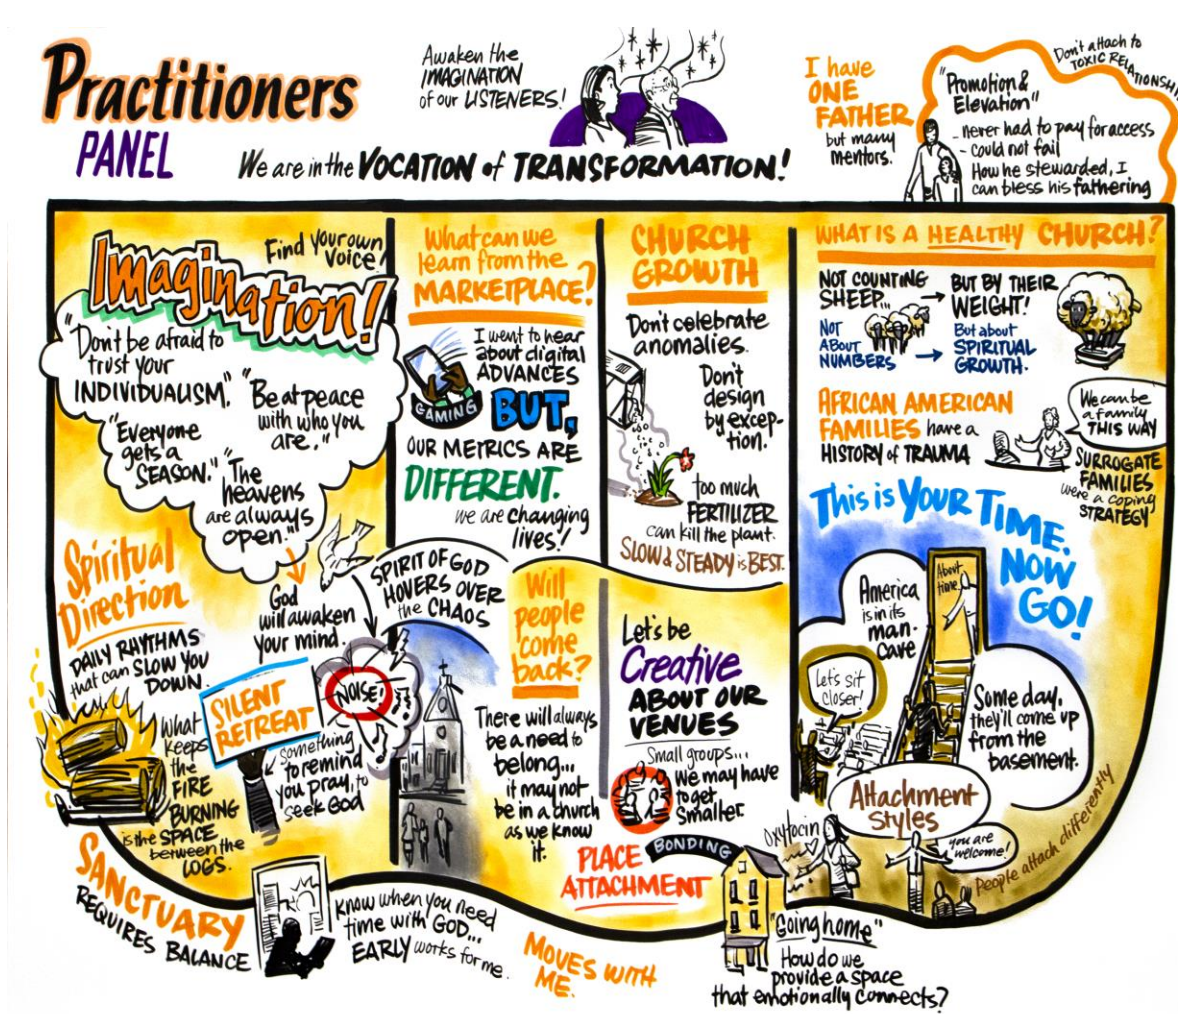 Practitioners
PANEL
Awaken the
IMAGINATION
of our LISTENERS!
We are in the VOCATION of TRANSFORMATION!
I have
ONE
FATHER
but many
mentors.
"Promotion &
Elevation"
- never had to pay for access
- could not fail
How he stewarded, I
can bless his fathering
Don't attach to
TOXIC RELATIONSHIPS
Imagination!
Find your own
voice!
"Don't be afraid to
trust your
INDIVIDUALISM."
"Be at peace
with who you
are."
"Everyone
gets a
SEASON."
"The
heavens
are always
open."
God
will awaken
your mind.
Spiritual
Direction
DAILY RHYTHMS
that can SLOW YOU
DOWN.
What
keeps
the
FIRE
BURNING
is the SPACE
between the
LOGS.
SILENT
RETREAT
something
to remind
you pray, to
seek God
NOISE!
SPIRIT OF GOD
HOVERS OVER
the CHAOS
SANCTUARY
REQUIRES BALANCE
Know when you need
time with GOD...
EARLY works for me.
MOVES WITH
ME.
What can we
learn from the
MARKETPLACE?
GAMING
I went to hear
about digital
ADVANCES
BUT,
OUR METRICS ARE
DIFFERENT.
we are changing
lives!
Will
people
come
back?
There will always
be a need to
belong...
it may not
be in a church
as we know
it.
CHURCH
GROWTH
Don't celebrate
anomalies.
Don't
design
by excep-
tion.
too much
FERTILIZER
can kill the plant.
SLOW & STEADY is BEST.
Let's be
Creative
ABOUT OUR
VENUES
Small groups...
we may have
to get
smaller.
PLACE
ATTACHMENT
BONDING
oxytocin
"Going home"
How do we
provide a space
that emotionally connects?
WHAT IS A HEALTHY CHURCH?
NOT COUNTING
SHEEP...
BUT BY THEIR
WEIGHT!
NOT
ABOUT
NUMBERS
But about
SPIRITUAL
GROWTH.
AFRICAN AMERICAN
FAMILIES have a
HISTORY of TRAUMA
We can be
a family
THIS WAY
SURROGATE
FAMILIES
were a coping
STRATEGY
This is YOUR TIME.
NOW
GO!
America
is in its
man-
cave
About
time.
Let's sit
closer!
Some day,
they'll come up
from the
basement.
Attachment
Styles
you are
welcome!
People attach differently